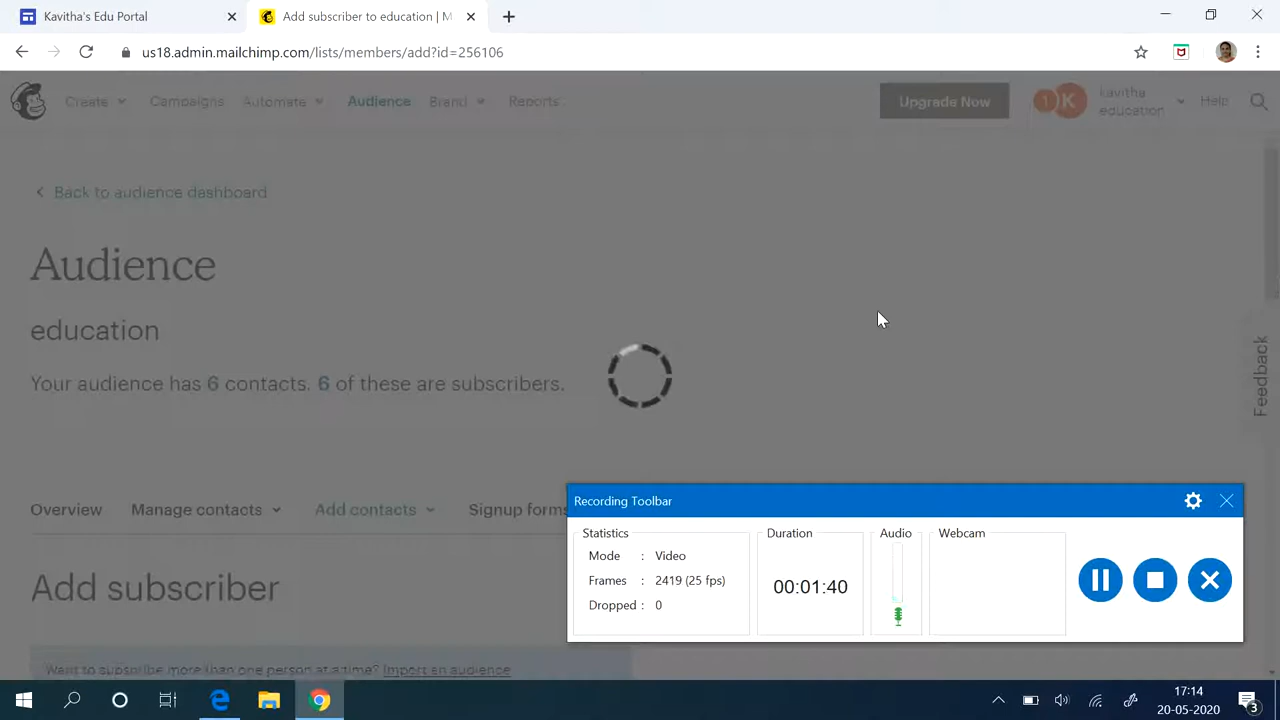 Kavitha's Edu Portal
Add subscriber to education | M
us18.admin.mailchimp.com/lists/members/add?id=256106
Create
Campaigns
Automate
Audience
Brand
Reports
Upgrade Now
1
K
kavitha
education
Help
Back to audience dashboard
Audience
education
Your audience has 6 contacts. 6 of these are subscribers.
Feedback
Overview
Manage contacts
Add contacts
Signup forms
Add subscriber
Want to subscribe more than one person at a time? Import an audience
Recording Toolbar
Statistics
Mode : Video
Frames : 2419 (25 fps)
Dropped : 0
Duration
00:01:40
Audio
Webcam
17:14
20-05-2020
3